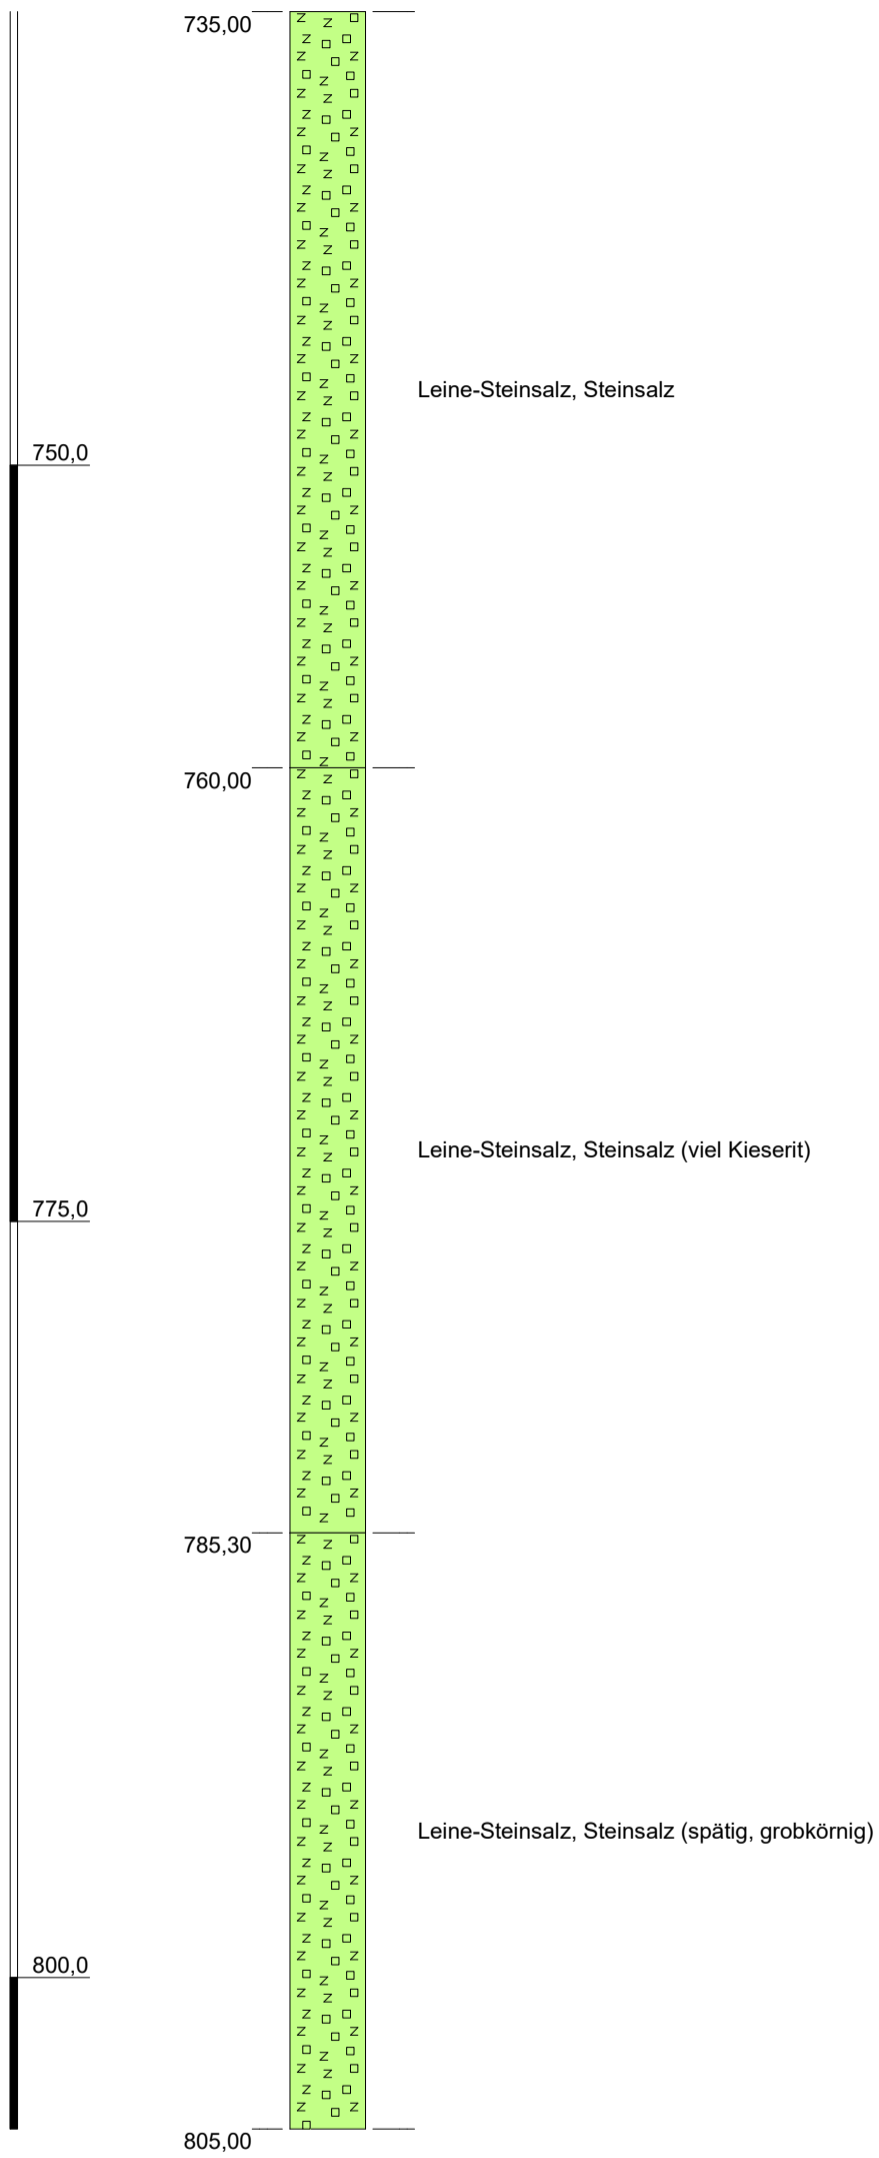 735,00
Leine-Steinsalz, Steinsalz
750,0
760,00
Leine-Steinsalz, Steinsalz (viel Kieserit)
775,0
785,30
Leine-Steinsalz, Steinsalz (spätig, grobkörnig)
800,0
805,00